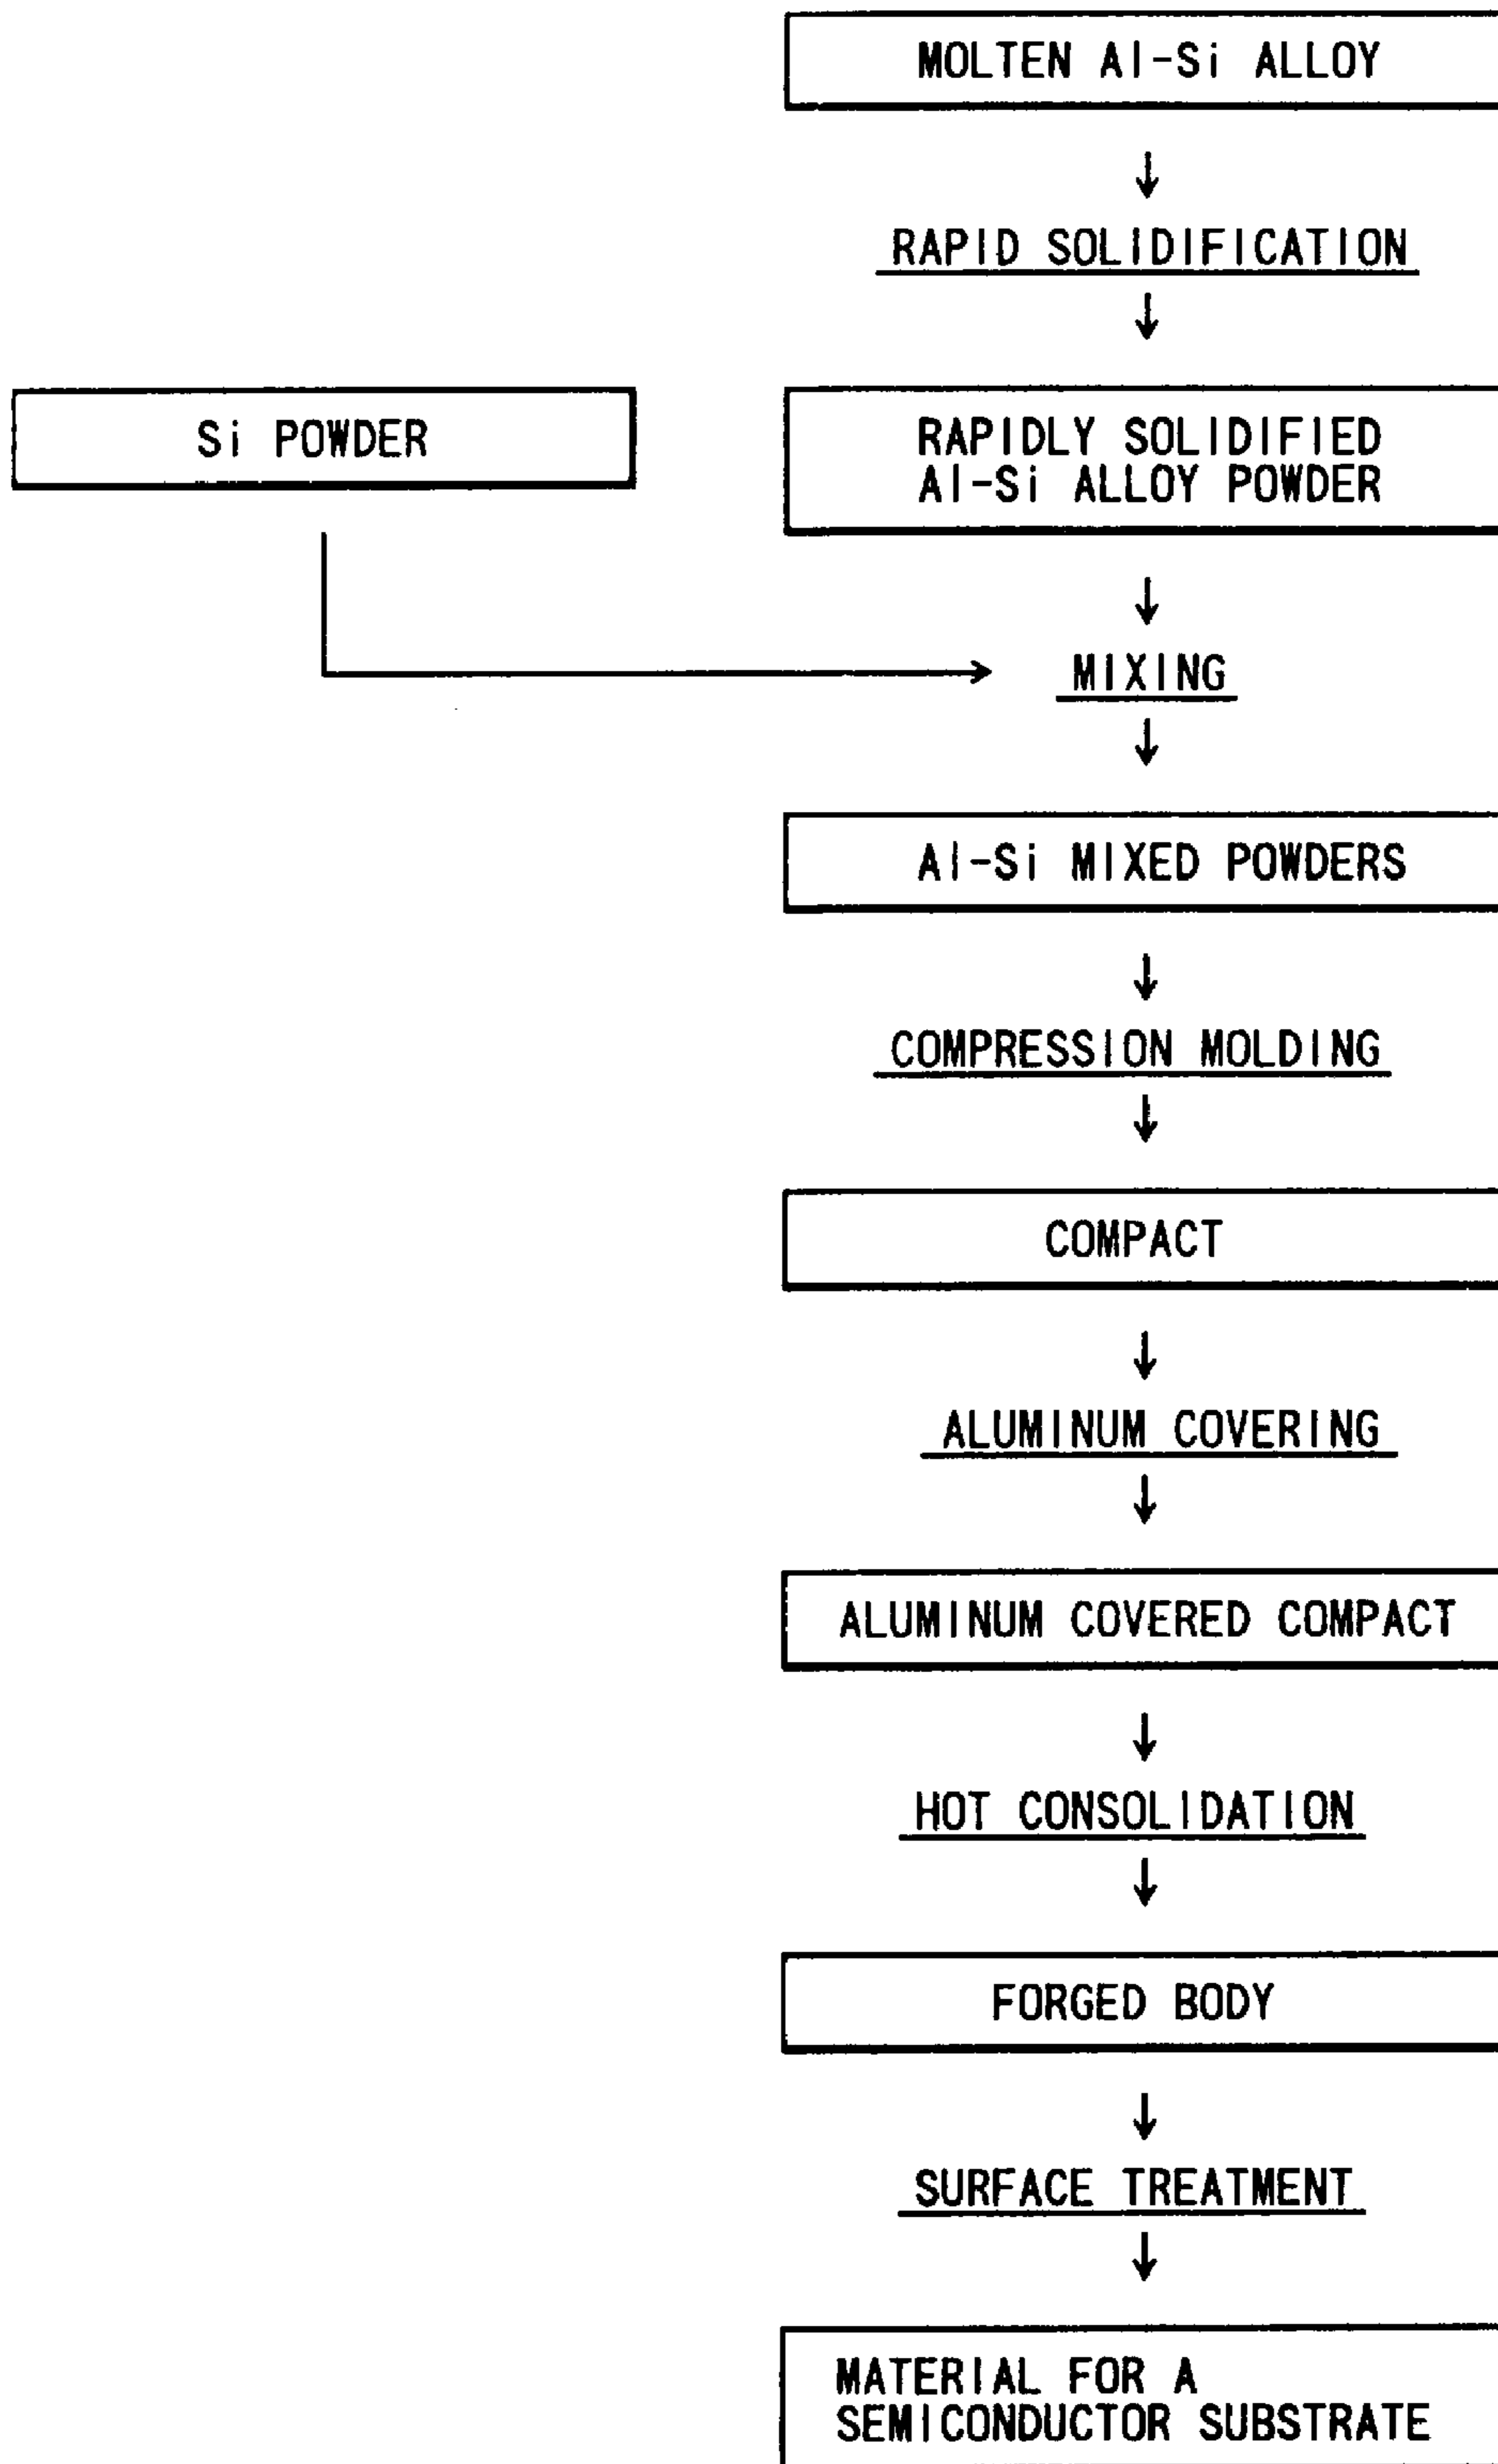 MOLTEN Al-Si ALLOY
RAPID SOLIDIFICATION
Si POWDER
RAPIDLY SOLIDIFIED
Al-Si ALLOY POWDER
MIXING
Al-Si MIXED POWDERS
COMPRESSION MOLDING
COMPACT
ALUMINUM COVERING
ALUMINUM COVERED COMPACT
HOT CONSOLIDATION
FORGED BODY
SURFACE TREATMENT
MATERIAL FOR A
SEMICONDUCTOR SUBSTRATE